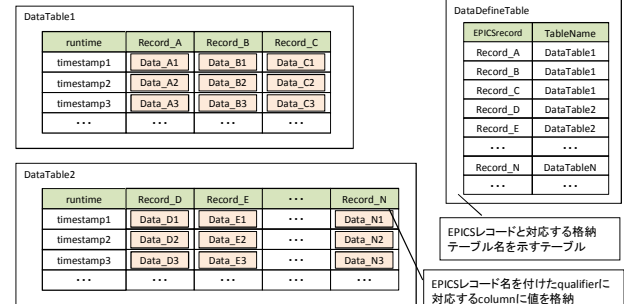 DataTable1
runtime Record_A Record_B Record_C
timestamp1 Data_A1 Data_B1 Data_C1
timestamp2 Data_A2 Data_B2 Data_C2
timestamp3 Data_A3 Data_B3 Data_C3
・・・ ・・・ ・・・ ・・・
DataTable2
runtime Record_D Record_E ・・・ Record_N
timestamp1 Data_D1 Data_E1 ・・・ Data_N1
timestamp2 Data_D2 Data_E2 ・・・ Data_N2
timestamp3 Data_D3 Data_E3 ・・・ Data_N3
・・・ ・・・ ・・・ ・・・ ・・・
DataDefineTable
EPICSrecord TableName
Record_A DataTable1
Record_B DataTable1
Record_C DataTable1
Record_D DataTable2
Record_E DataTable2
・・・ ・・・
Record_N DataTableN
EPICSレコードと対応する格納
テーブル名を示すテーブル
EPICSレコード名を付けたqualifierに
対応するcolumnに値を格納